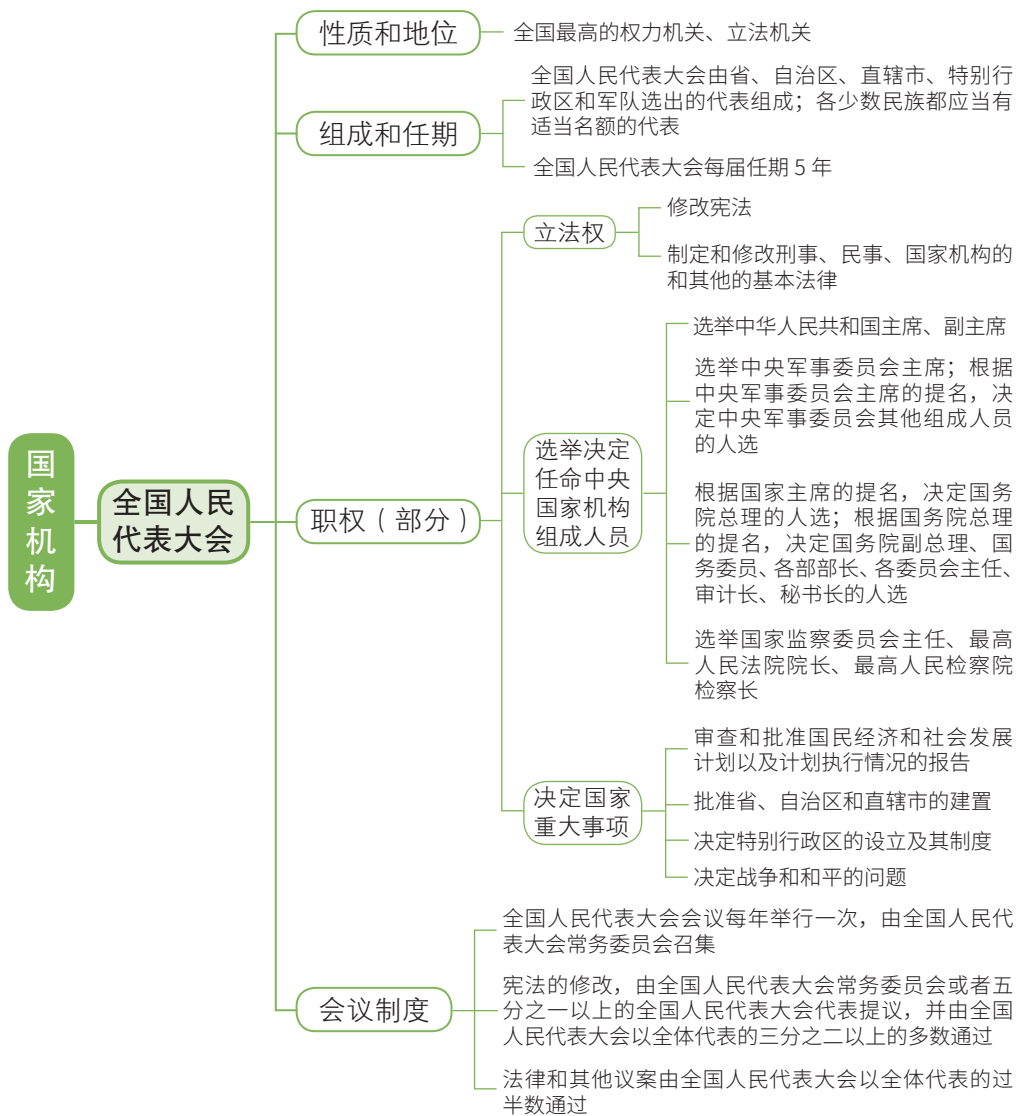 国
家
机
构
全国人民
代表大会
性质和地位
全国最高的权力机关、立法机关
组成和任期
全国人民代表大会由省、自治区、直辖市、特别行
政区和军队选出的代表组成；各少数民族都应当有
适当名额的代表
全国人民代表大会每届任期 5 年
职权（部分）
立法权
修改宪法
制定和修改刑事、民事、国家机构的
和其他的基本法律
选举决定
任命中央
国家机构
组成人员
选举中华人民共和国主席、副主席
选举中央军事委员会主席；根据
中央军事委员会主席的提名，决
定中央军事委员会其他组成人员
的人选
根据国家主席的提名，决定国务
院总理的人选；根据国务院总理
的提名，决定国务院副总理、国
务委员、各部部长、各委员会主任、
审计长、秘书长的人选
选举国家监察委员会主任、最高
人民法院院长、最高人民检察院
检察长
决定国家
重大事项
审查和批准国民经济和社会发展
计划以及计划执行情况的报告
批准省、自治区和直辖市的建置
决定特别行政区的设立及其制度
决定战争和和平的问题
会议制度
全国人民代表大会会议每年举行一次，由全国人民代
表大会常务委员会召集
宪法的修改，由全国人民代表大会常务委员会或者五
分之一以上的全国人民代表大会代表提议，并由全国
人民代表大会以全体代表的三分之二以上的多数通过
法律和其他议案由全国人民代表大会以全体代表的过
半数通过